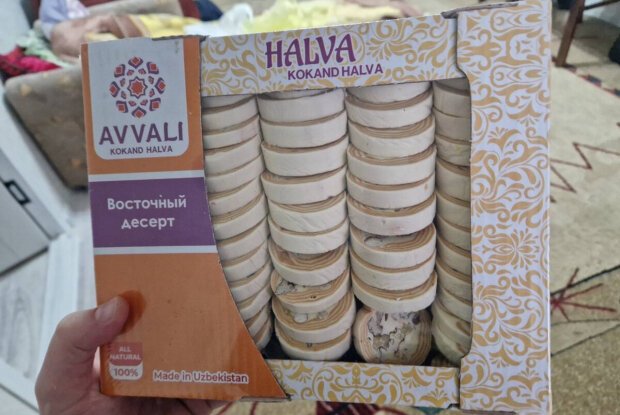 HALVA
KOKAND HALVA
AVVALI
KOKAND HALVA
Восточный
десерт
ALL
NATURAL
100%
Made in Uzbekistan